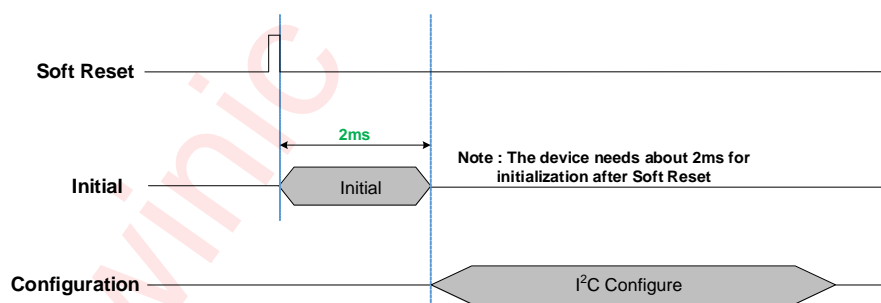 Soft Reset
2ms
Note : The device needs about 2ms for
initialization after Soft Reset
Initial
Initial
Configuration
I²C Configure
winic